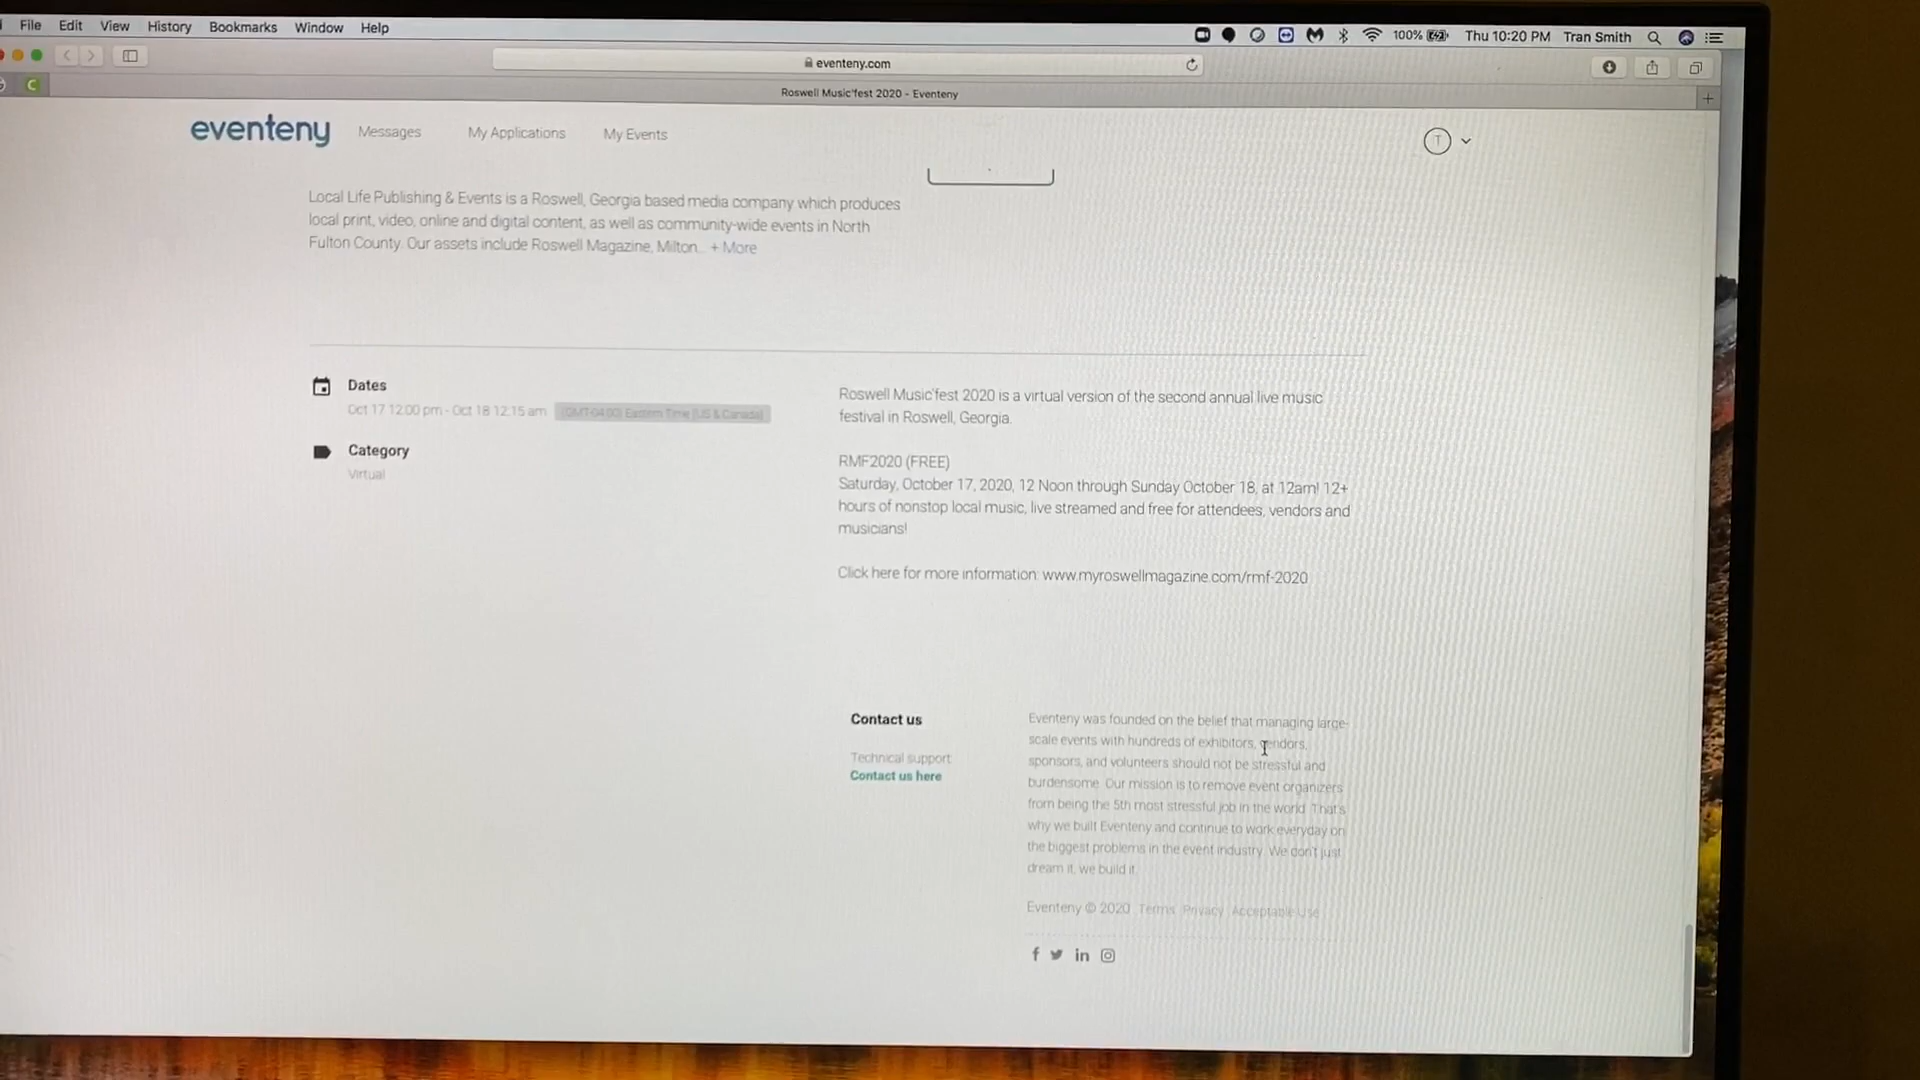 File Edit View History Bookmarks Window Help
100% Thu 10:20 PM Tran Smith
eventeny.com
Roswell Music'fest 2020 - Eventeny
eventeny Messages My Applications My Events
T
Local Life Publishing & Events is a Roswell, Georgia based media company which produces
local print, video, online and digital content, as well as community-wide events in North
Fulton County. Our assets include Roswell Magazine, Milton... + More
Dates
Oct 17 12:00 pm - Oct 18 12:15 am (GMT-04:00) Eastern Time (US & Canada)
Category
Virtual
Roswell Music'fest 2020 is a virtual version of the second annual live music
festival in Roswell, Georgia.
RMF2020 (FREE)
Saturday, October 17, 2020, 12 Noon through Sunday October 18, at 12am! 12+
hours of nonstop local music, live streamed and free for attendees, vendors and
musicians!
Click here for more information: www.myroswellmagazine.com/rmf-2020
Contact us
Technical support
Contact us here
Eventeny was founded on the belief that managing large-
scale events with hundreds of exhibitors, vendors,
sponsors, and volunteers should not be stressful and
burdensome. Our mission is to remove event organizers
from being the 5th most stressful job in the world. That's
why we built Eventeny and continue to work everyday on
the biggest problems in the event industry. We don't just
dream it, we build it.
Eventeny © 2020 Terms Privacy Acceptable Use